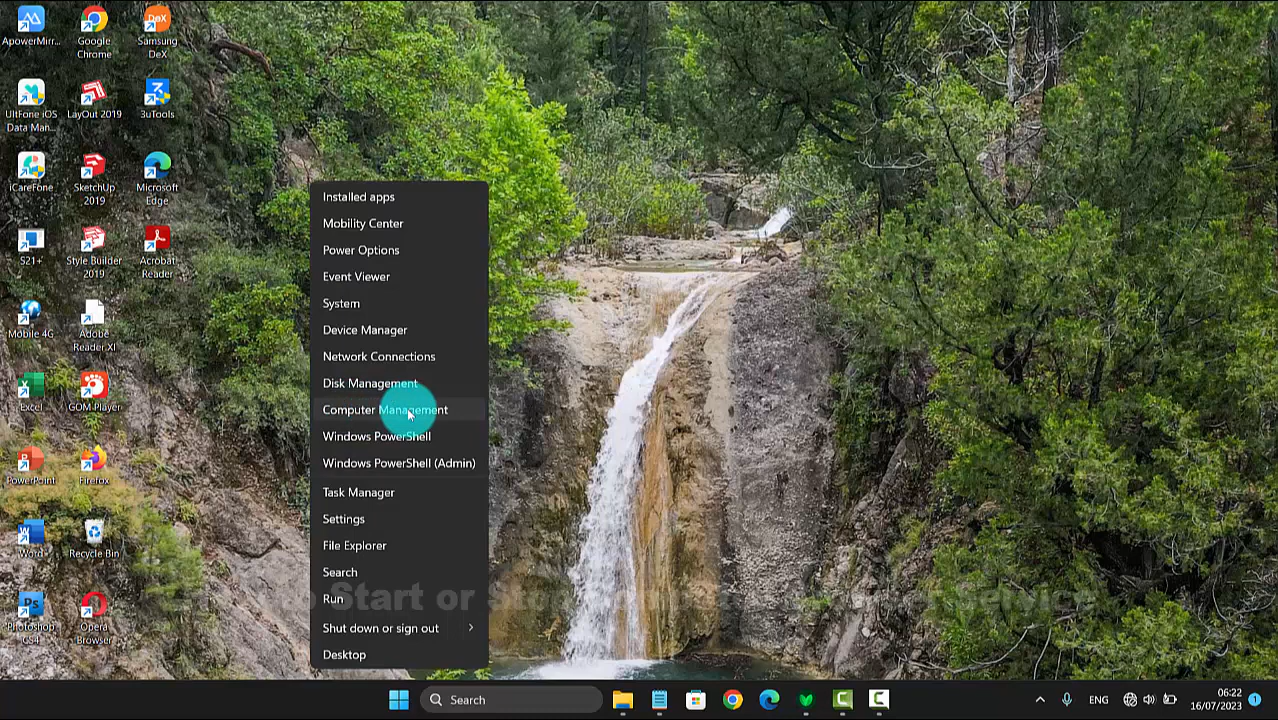 ApowerMirr...
Google
Chrome
Samsung
DeX
UltFone iOS
Data Man...
LayOut 2019
3uTools
iCareFone
SketchUp
2019
Microsoft
Edge
S21+
Style Builder
2019
Acrobat
Reader
Mobile 4G
Adobe
Reader XI
Excel
GOM Player
PowerPoint
Firefox
Word
Recycle Bin
Photoshop
CS4
Opera
Browser
Installed apps
Mobility Center
Power Options
Event Viewer
System
Device Manager
Network Connections
Disk Management
Computer Management
Windows PowerShell
Windows PowerShell (Admin)
Task Manager
Settings
File Explorer
Search
Run
Shut down or sign out
Desktop
Start or
Service
Search
ENG
06:22
16/07/2023
1